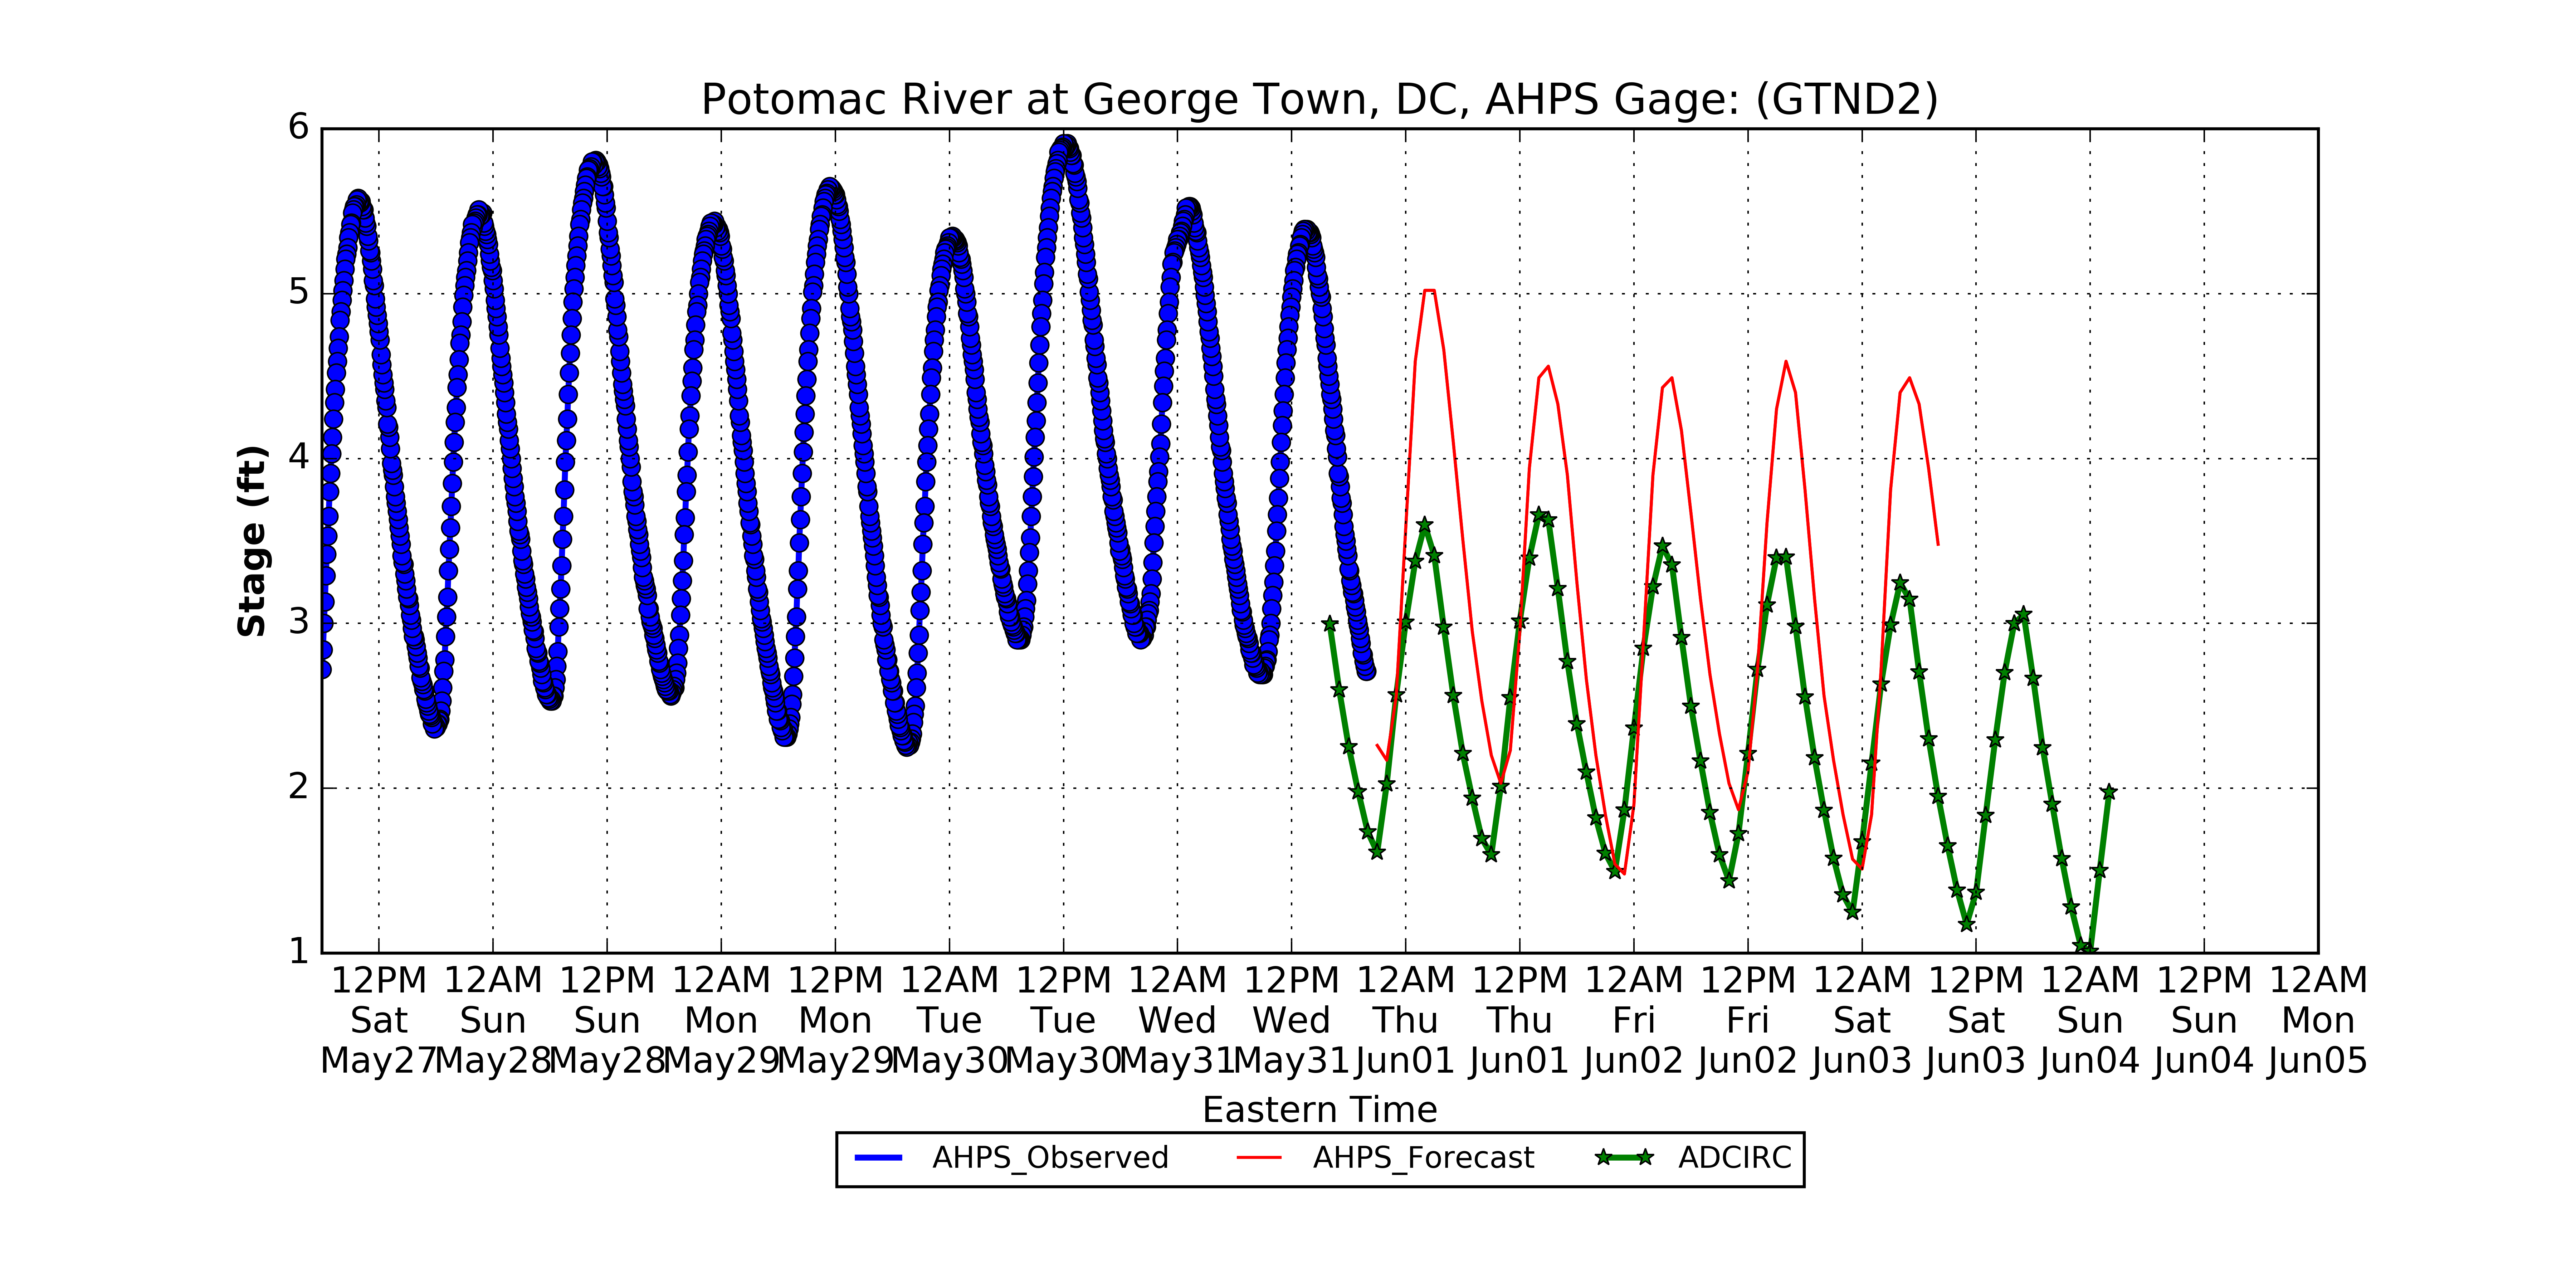 Potomac River at George Town, DC, AHPS Gage: (GTND2)
6
5
4
3
2
1
Stage (ft)
12PM 12AM 12PM 12AM 12PM 12AM 12PM 12AM 12PM 12AM 12PM 12AM 12PM 12AM 12PM 12AM 12PM 12AM
Sat Sun Sun Mon Mon Tue Tue Wed Wed Thu Thu Fri Fri Sat Sat Sun Sun Mon
May27 May28 May28 May29 May29 May30 May30 May31 May31 Jun01 Jun01 Jun02 Jun02 Jun03 Jun03 Jun04 Jun04 Jun05
Eastern Time
AHPS_Observed AHPS_Forecast ADCIRC